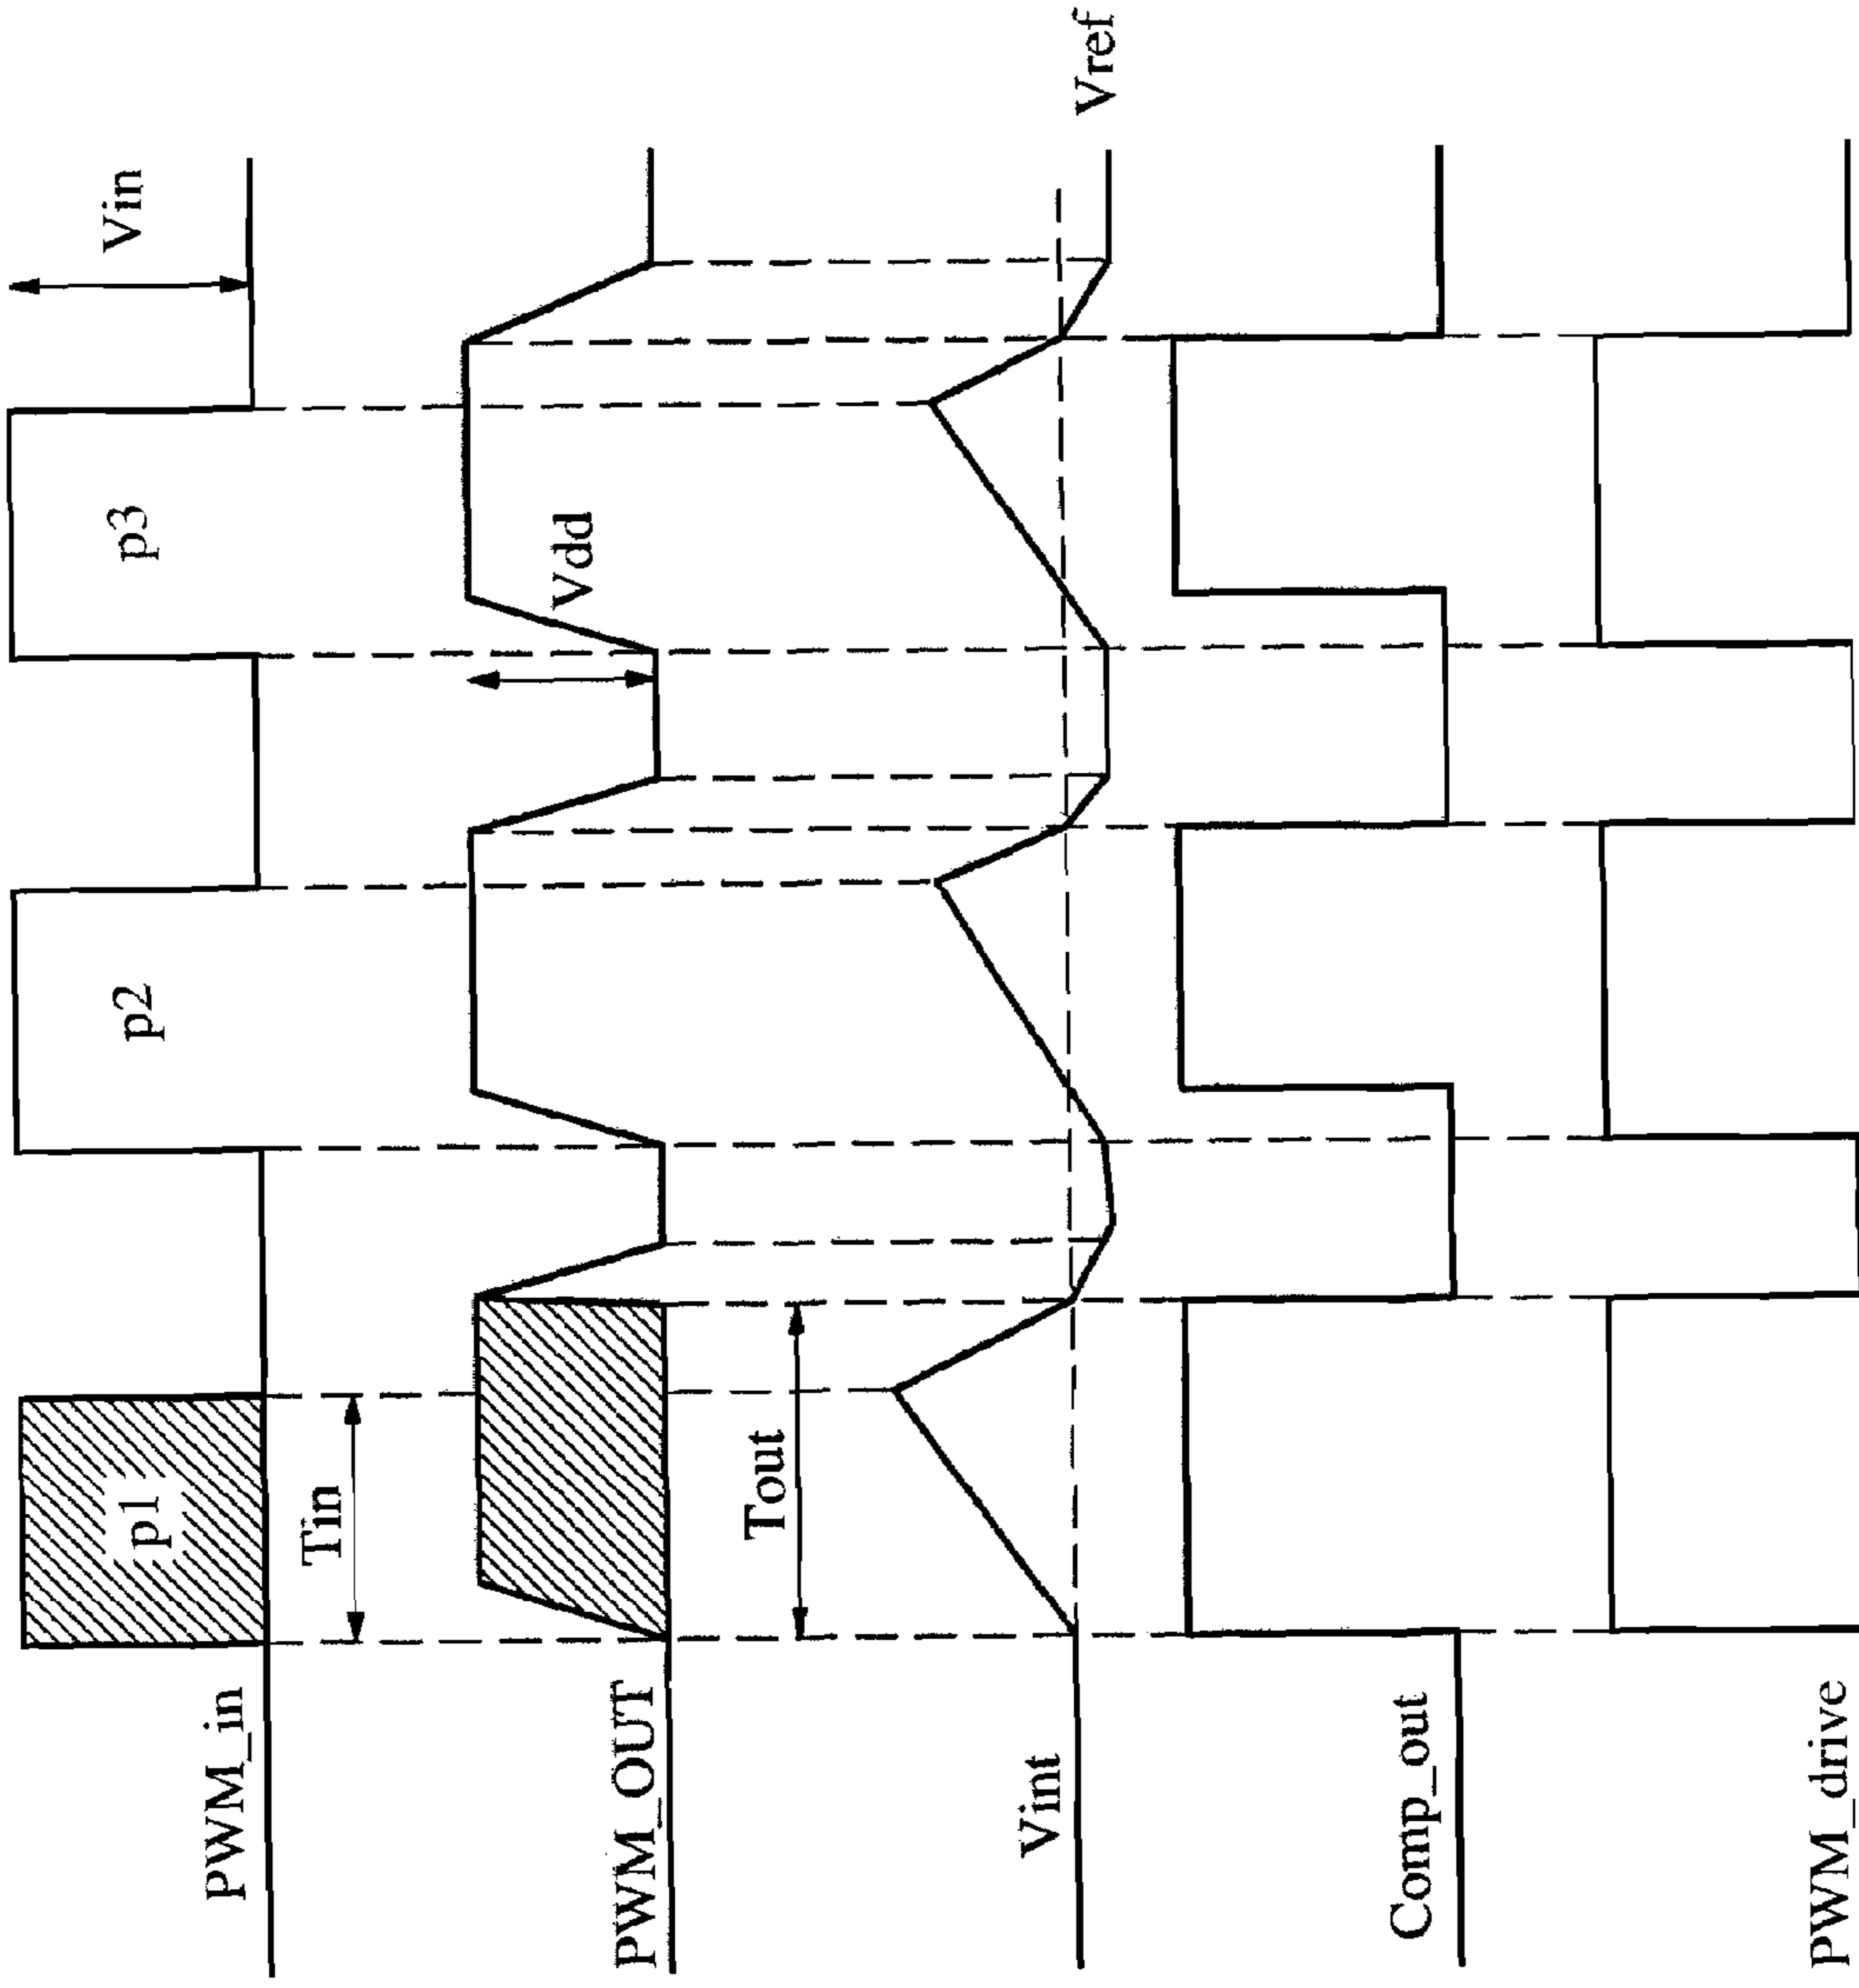 PWM_in
p1
p2
p3
Vin
Tin
PWM_OUT
Vdd
Tout
Vint
Vref
Comp_out
PWM_drive